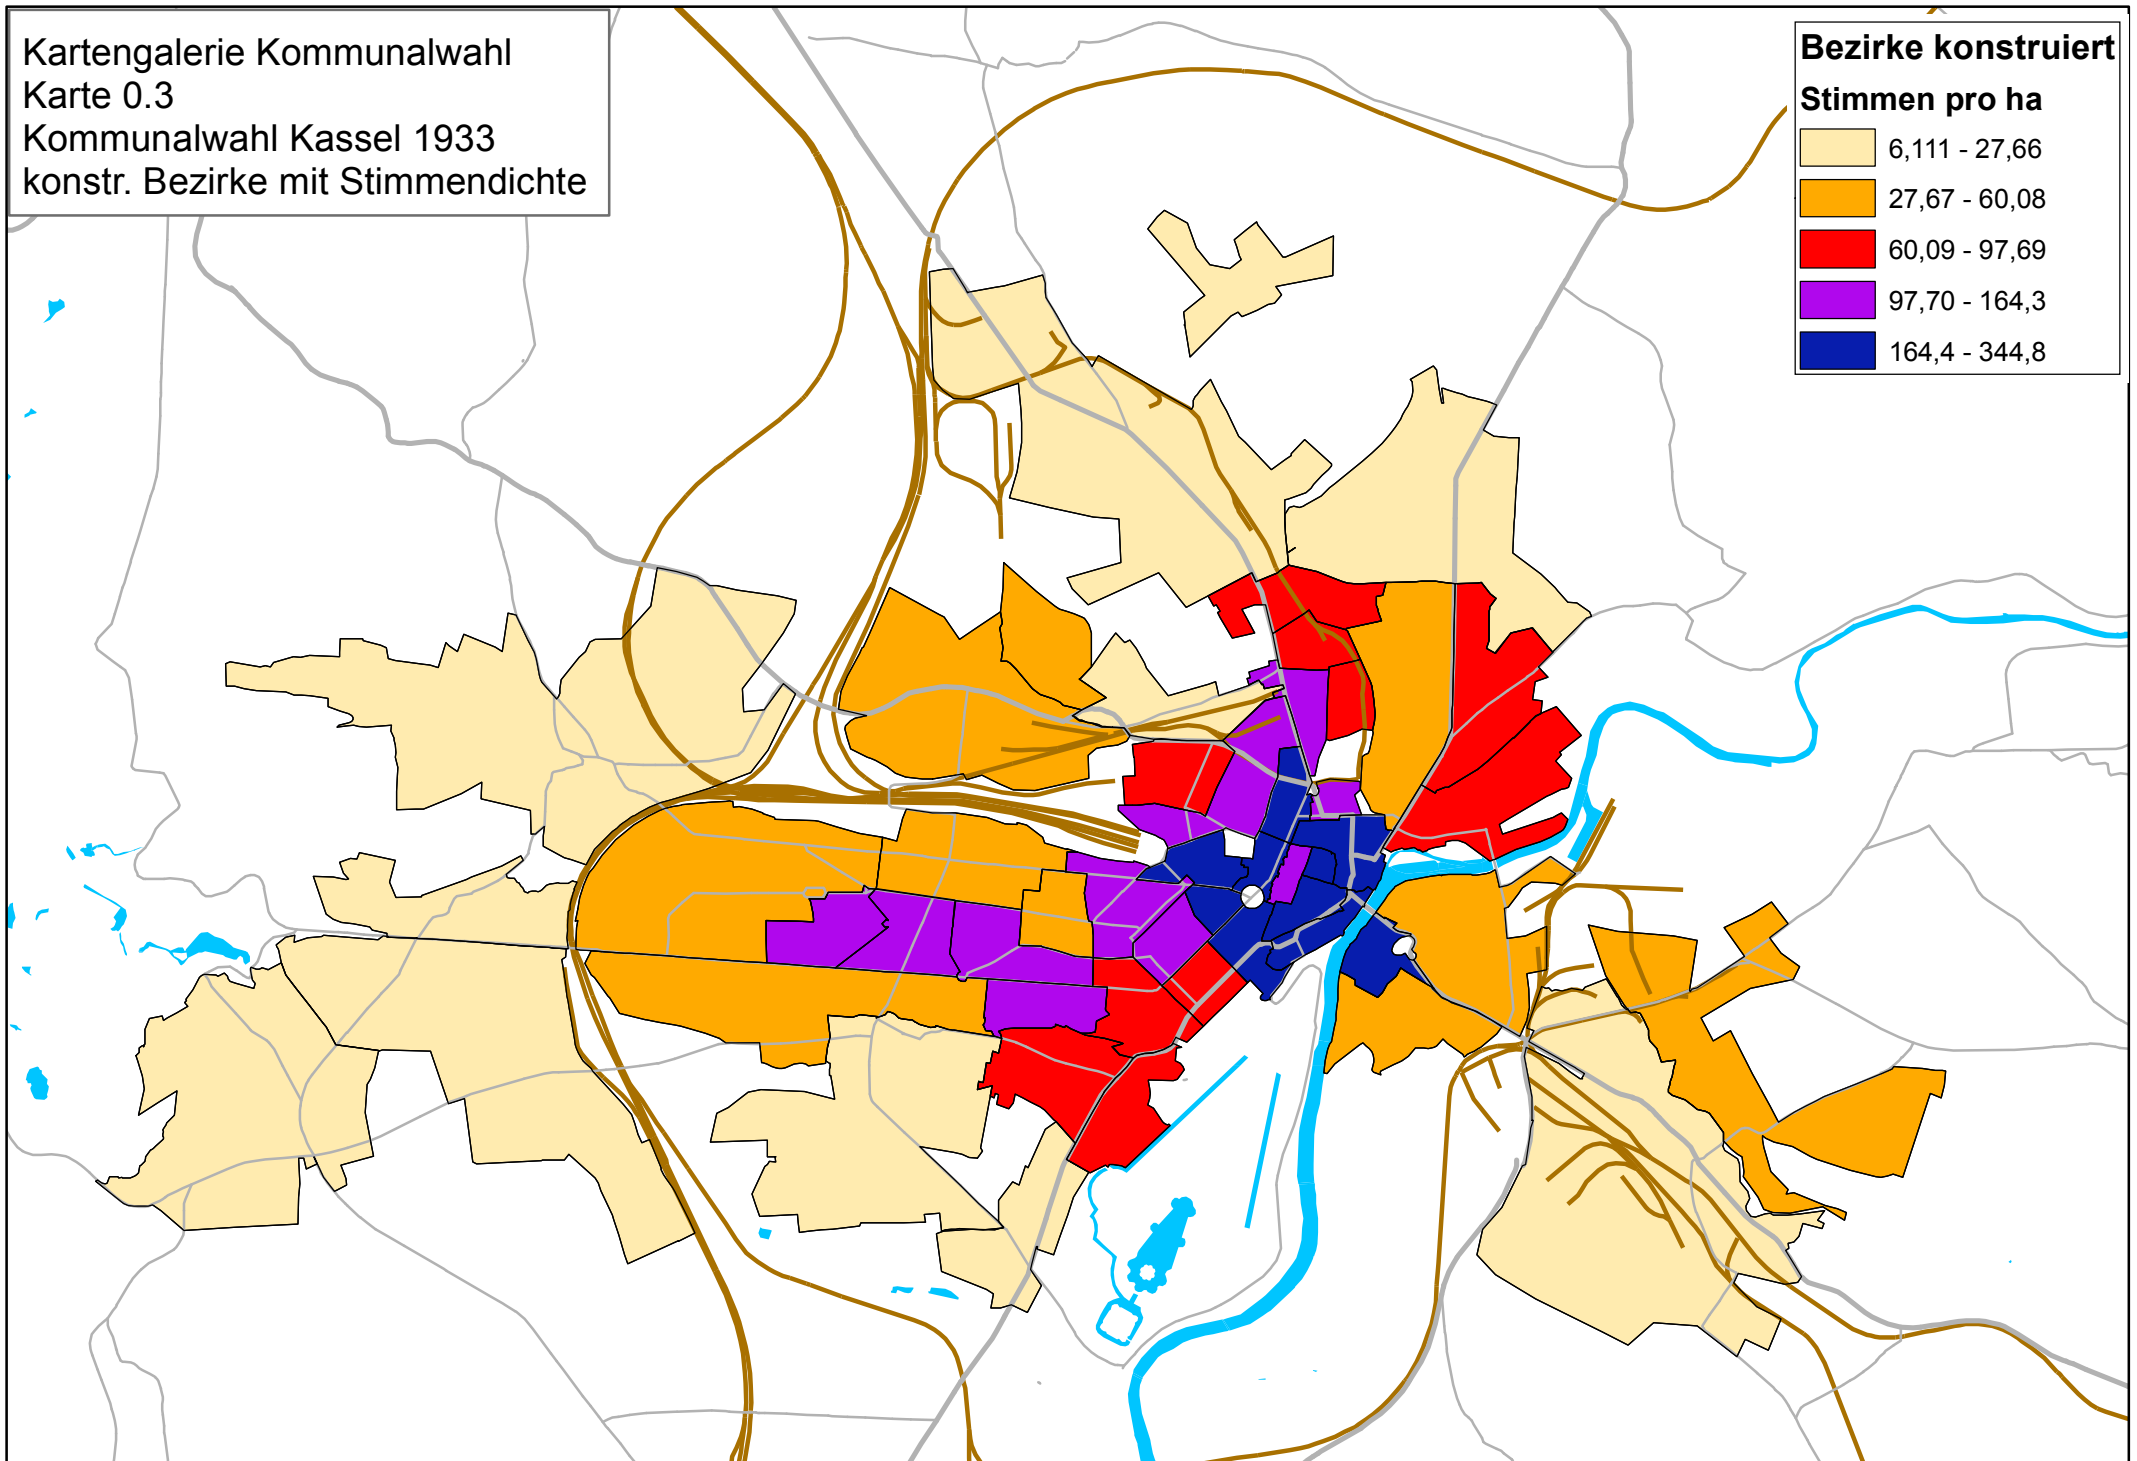 Kartengalerie Kommunalwahl
Karte 0.3
Kommunalwahl Kassel 1933
konstr. Bezirke mit Stimmendichte
Bezirke konstruiert
Stimmen pro ha
6,111 - 27,66
27,67 - 60,08
60,09 - 97,69
97,70 - 164,3
164,4 - 344,8